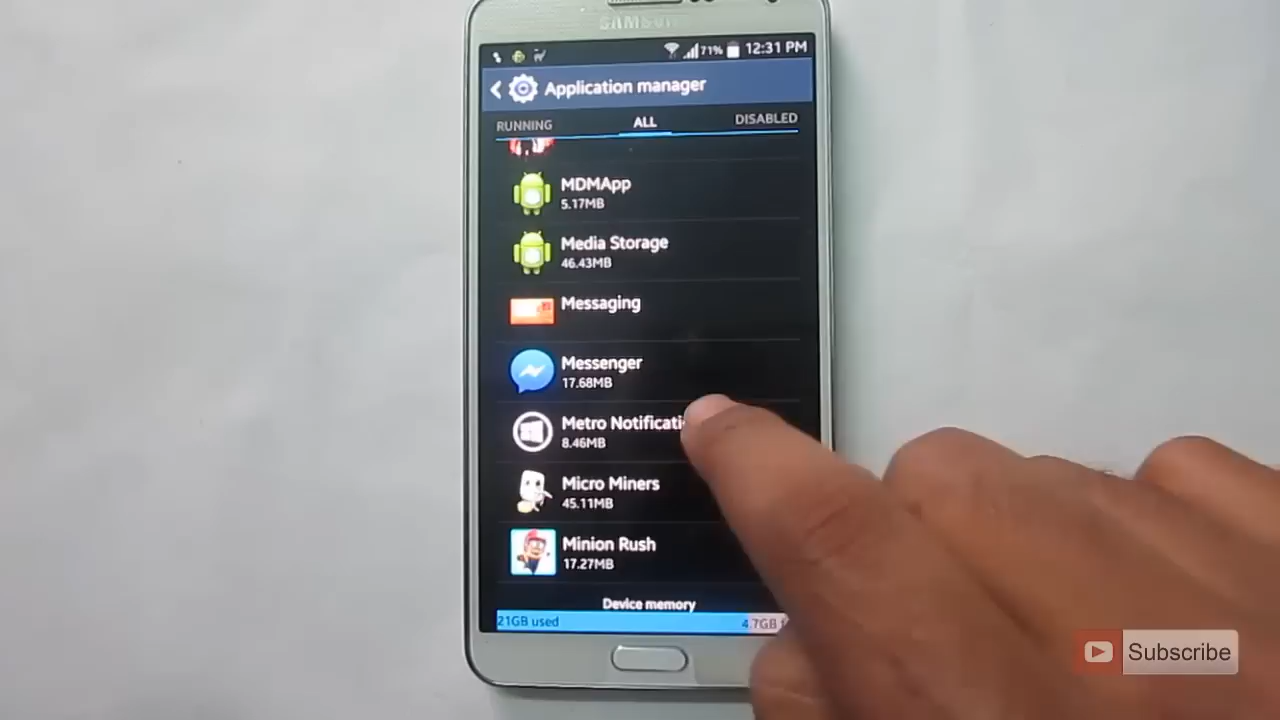 SAMSUNG
71% 12:31 PM
Application manager
RUNNING ALL DISABLED
MDMApp
5.17MB
Media Storage
46.43MB
Messaging
Messenger
17.68MB
Metro
8.46MB
Micro Miners
45.11MB
Minion Rush
17.27MB
Device memory
21GB used 4.7GB
Subscribe